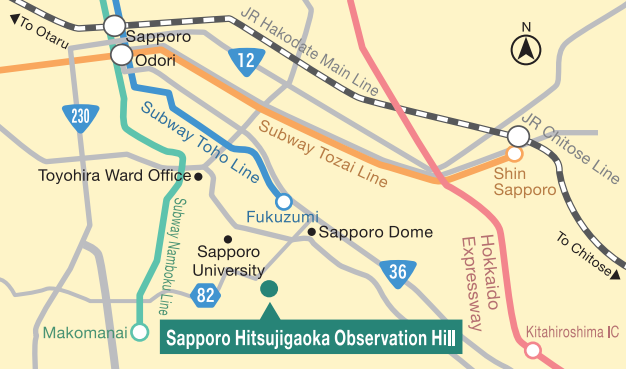 To Otaru
Sapporo
Odori
JR Hakodate Main Line
12
N
230
Subway Toho Line
Subway Tozai Line
JR Chitose Line
Toyohira Ward Office
Shin
Sapporo
Fukuzumi
Subway Namboku Line
Sapporo Dome
Sapporo
University
Hokkaido
Expressway
To Chitose
36
82
Makomanai
Sapporo Hitsujigaoka Observation Hill
Kitahiroshima IC